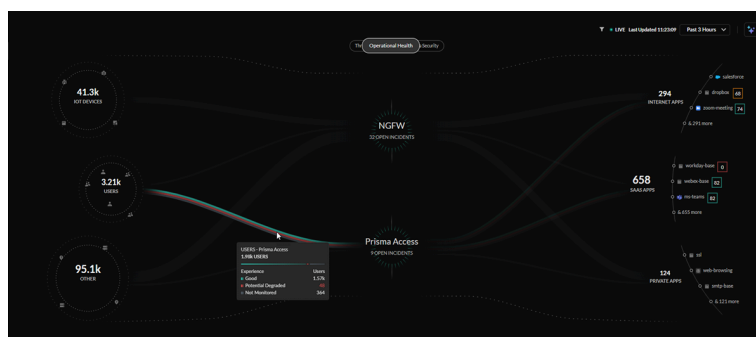 LIVE Last Updated 11:23:09 Past 3 Hours
Operational Health
Security
41.3k
IOT DEVICES
3.21k
USERS
95.1k
OTHER
NGFW
32 OPEN INCIDENTS
Prisma Access
9 OPEN INCIDENTS
USERS - Prisma Access
1.98k USERS
Experience Users
Good 1.57k
Potential Degraded
Not Monitored 364
294
INTERNET APPS
salesforce
dropbox 68
zoom-meeting 74
& 291 more
658
SAAS APPS
workday-base 0
webex-base 82
ms-teams 82
& 655 more
124
PRIVATE APPS
ssl
web-browsing
smtp-base
& 121 more